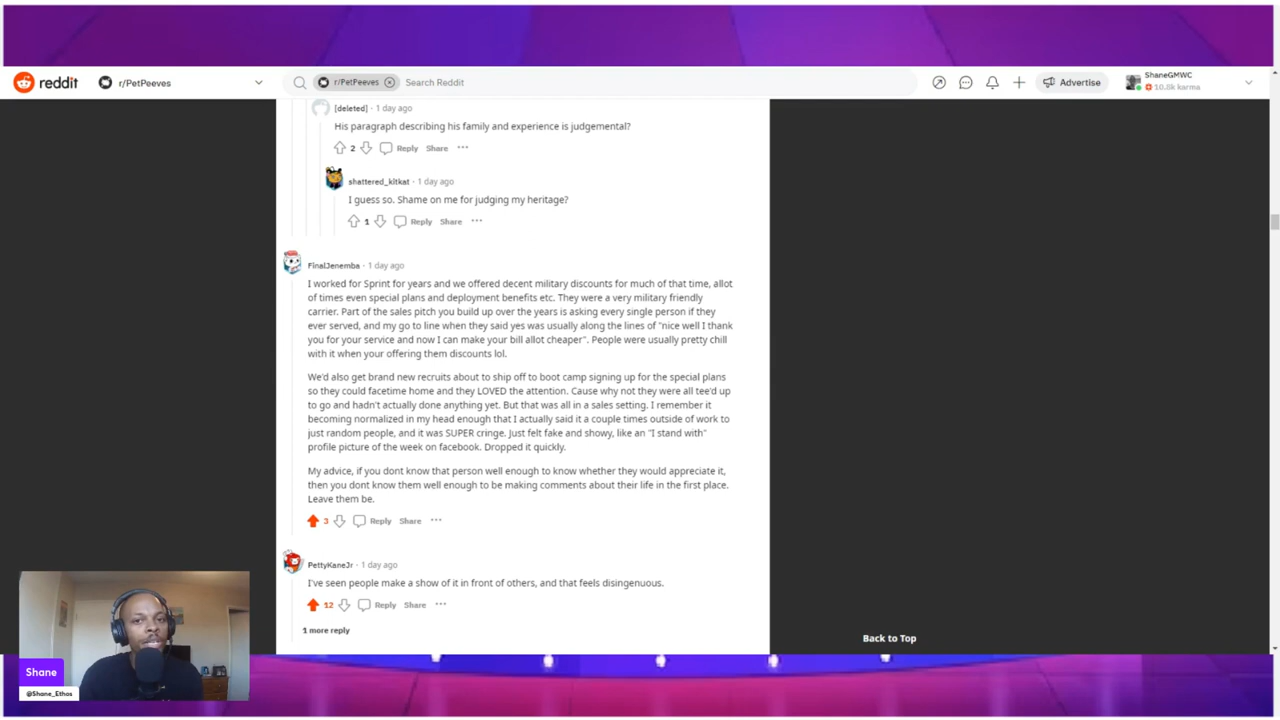 reddit
r/PetPeeves
r/PetPeeves
Search Reddit
Advertise
ShaneGMWC
10.8k karma
[deleted] · 1 day ago
His paragraph describing his family and experience is judgemental?
2
Reply
Share
shattered_kitkat · 1 day ago
I guess so. Shame on me for judging my heritage?
1
Reply
Share
FinalJenemba · 1 day ago
I worked for Sprint for years and we offered decent military discounts for much of that time, allot
of times even special plans and deployment benefits etc. They were a very military friendly
carrier. Part of the sales pitch you build up over the years is asking every single person if they
ever served, and my go to line when they said yes was usually along the lines of "nice well I thank
you for your service and now I can make your bill allot cheaper". People were usually pretty chill
with it when your offering them discounts lol.
We'd also get brand new recruits about to ship off to boot camp signing up for the special plans
so they could facetime home and they LOVED the attention. Cause why not they were all tee'd up
to go and hadn't actually done anything yet. But that was all in a sales setting. I remember it
becoming normalized in my head enough that I actually said it a couple times outside of work to
just random people, and it was SUPER cringe. Just felt fake and showy, like an "I stand with"
profile picture of the week on facebook. Dropped it quickly.
My advice, if you dont know that person well enough to know whether they would appreciate it,
then you dont know them well enough to be making comments about their life in the first place.
Leave them be.
3
Reply
Share
PettyKaneJr · 1 day ago
I've seen people make a show of it in front of others, and that feels disingenuous.
12
Reply
Share
1 more reply
Back to Top
Shane
@Shane_Ethos